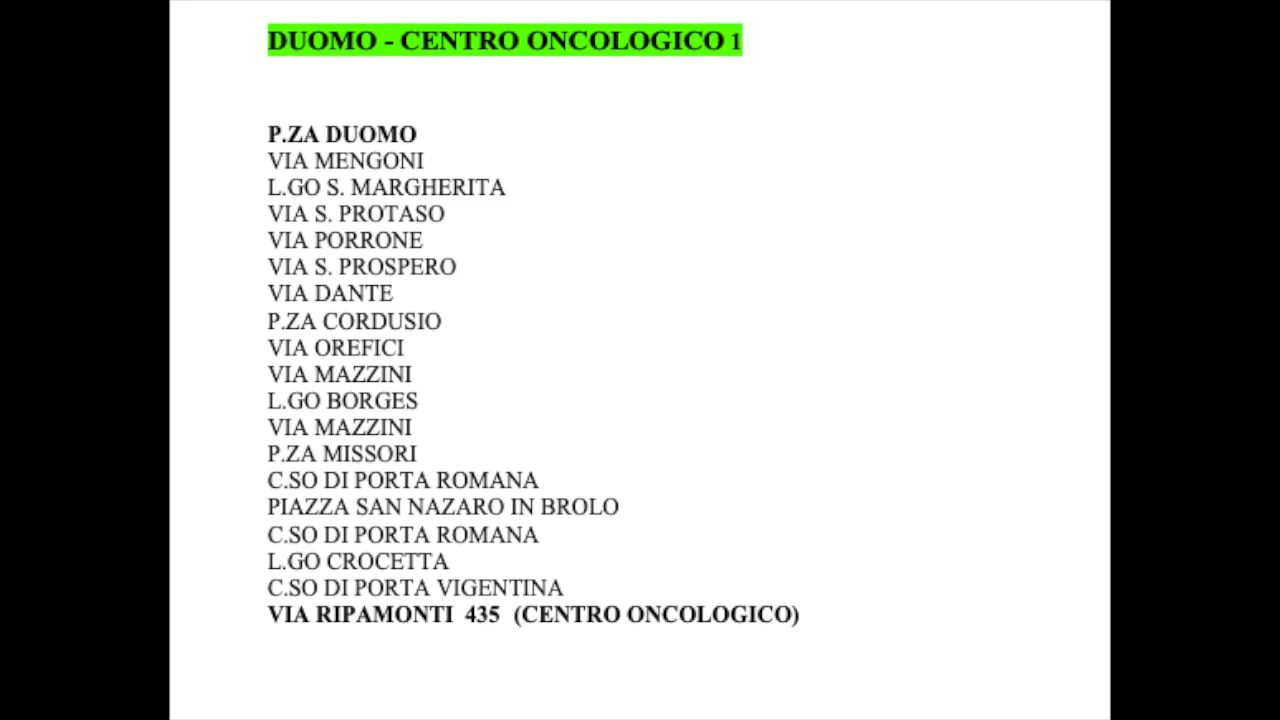 DUOMO - CENTRO ONCOLOGICO 1
P.ZA DUOMO
VIA MENGONI
L.GO S. MARGHERITA
VIA S. PROTASO
VIA PORRONE
VIA S. PROSPERO
VIA DANTE
P.ZA CORDUSIO
VIA OREFICI
VIA MAZZINI
L.GO BORGES
VIA MAZZINI
P.ZA MISSORI
C.SO DI PORTA ROMANA
PIAZZA SAN NAZARO IN BROLO
C.SO DI PORTA ROMANA
L.GO CROCETTA
C.SO DI PORTA VIGENTINA
VIA RIPAMONTI 435 (CENTRO ONCOLOGICO)